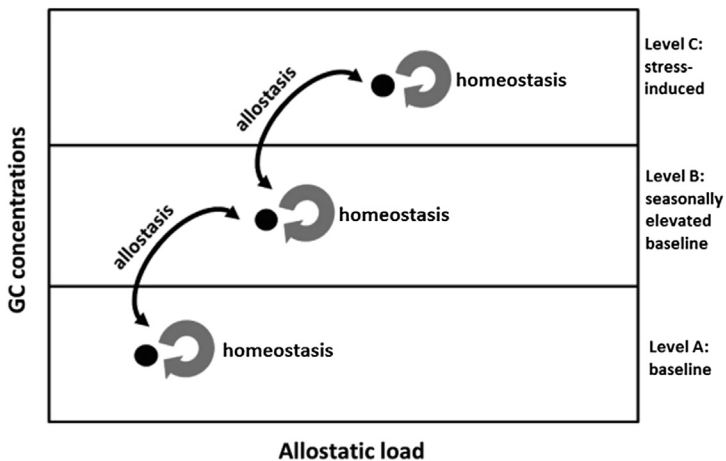 Level C:
stress-
induced
homeostasis
allostasis
Level B:
seasonally
elevated
baseline
homeostasis
allostasis
Level A:
baseline
homeostasis
GC concentrations
Allostatic load